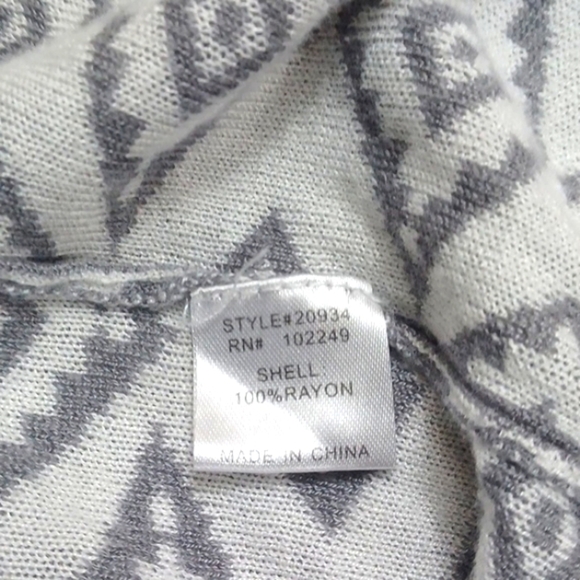 STYLE#20934
RN# 102249
SHELL:
100%RAYON
MADE IN CHINA